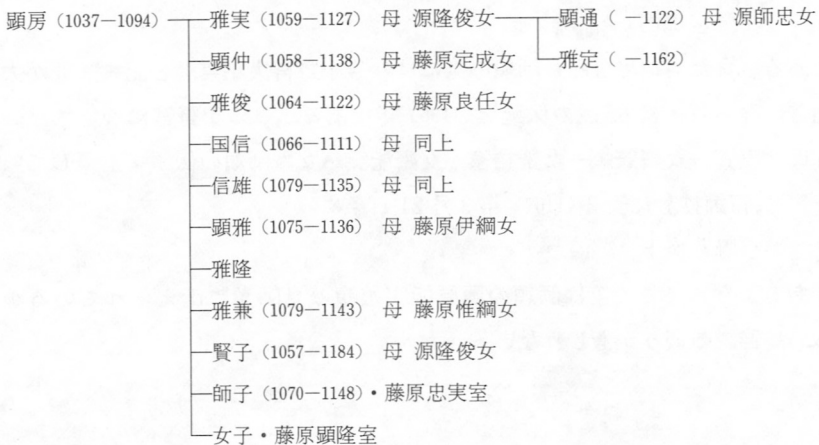 顕房 (1037−1094) 雅実 (1059−1127) 母 源隆俊女 顕通 ( −1122) 母 源師忠女
顕仲 (1058−1138) 母 藤原定成女 雅定 ( −1162)
雅俊 (1064−1122) 母 藤原良任女
国信 (1066−1111) 母 同上
信雄 (1079−1135) 母 同上
顕雅 (1075−1136) 母 藤原伊綱女
雅隆
雅兼 (1079−1143) 母 藤原惟綱女
賢子 (1057−1184) 母 源隆俊女
師子 (1070−1148)・藤原忠実室
女子・藤原顕隆室